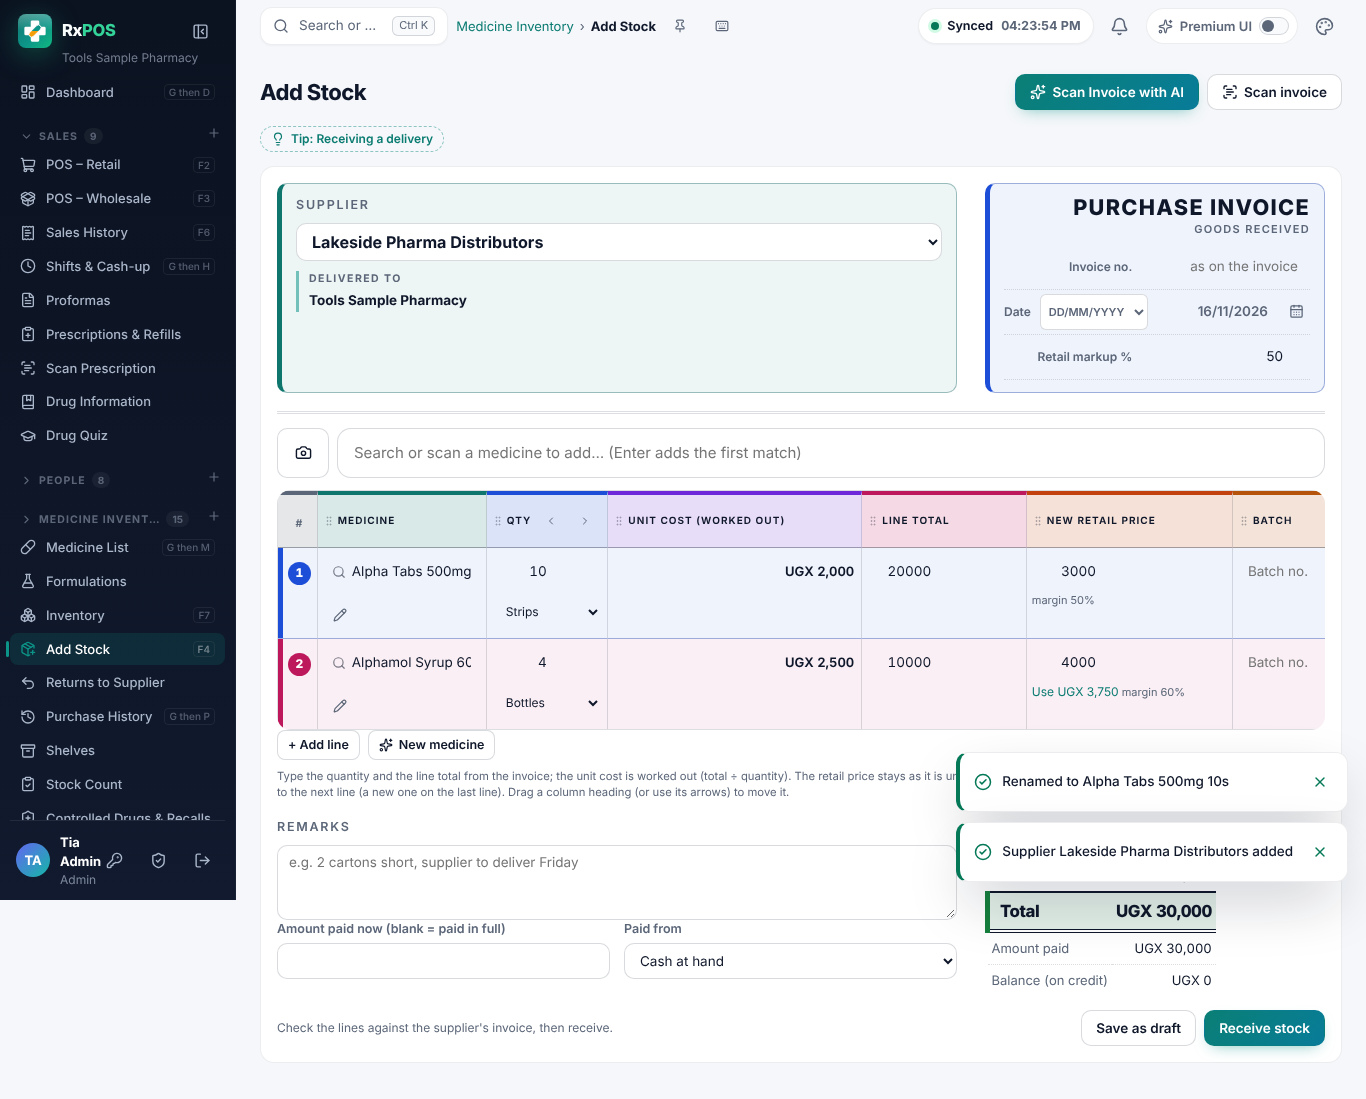 RxPOS
Tools Sample Pharmacy
Dashboard G then D
SALES 9
POS – Retail F2
POS – Wholesale F3
Sales History F6
Shifts & Cash-up G then H
Proformas
Prescriptions & Refills
Scan Prescription
Drug Information
Drug Quiz
PEOPLE 8
MEDICINE INVENT... 15
Medicine List G then M
Formulations
Inventory F7
Add Stock F4
Returns to Supplier
Purchase History G then P
Shelves
Stock Count
Controlled Drugs & Recalls
TA
Tia
Admin
Admin
Search or ... Ctrl K
Medicine Inventory › Add Stock
Synced 04:23:54 PM
Premium UI
Add Stock
Scan Invoice with AI
Scan invoice
Tip: Receiving a delivery
SUPPLIER
Lakeside Pharma Distributors
DELIVERED TO
Tools Sample Pharmacy
PURCHASE INVOICE
GOODS RECEIVED
Invoice no. as on the invoice
Date DD/MM/YYYY 16/11/2026
Retail markup % 50
Search or scan a medicine to add... (Enter adds the first match)
# MEDICINE QTY UNIT COST (WORKED OUT) LINE TOTAL NEW RETAIL PRICE BATCH
1 Alpha Tabs 500mg 10 UGX 2,000 20000 3000 Batch no.
margin 50%
Strips
2 Alphamol Syrup 60 4 UGX 2,500 10000 4000 Batch no.
Use UGX 3,750 margin 60%
Bottles
+ Add line
New medicine
Type the quantity and the line total from the invoice; the unit cost is worked out (total ÷ quantity). The retail price stays as it is
to the next line (a new one on the last line). Drag a column heading (or use its arrows) to move it.
Renamed to Alpha Tabs 500mg 10s
Supplier Lakeside Pharma Distributors added
REMARKS
e.g. 2 cartons short, supplier to deliver Friday
Amount paid now (blank = paid in full)
Paid from
Cash at hand
Total UGX 30,000
Amount paid UGX 30,000
Balance (on credit) UGX 0
Check the lines against the supplier's invoice, then receive.
Save as draft
Receive stock